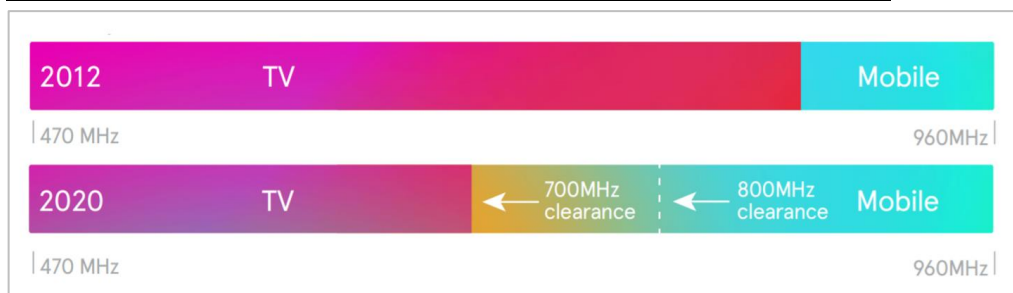 2012 TV Mobile
470 MHz 960MHz
2020 TV 700MHz clearance 800MHz clearance Mobile
470 MHz 960MHz